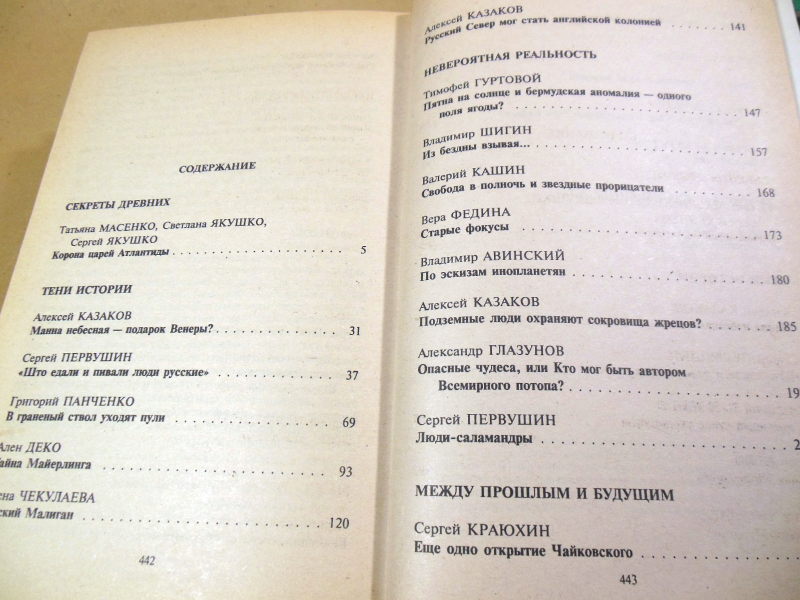 СОДЕРЖАНИЕ
СЕКРЕТЫ ДРЕВНИХ
Татьяна МАСЕНКО, Светлана ЯКУШКО,
Сергей ЯКУШКО
Корона царей Атлантиды . . . . . . . . . . . . . . . . 5
ТЕНИ ИСТОРИИ
Алексей КАЗАКОВ
Манна небесная — подарок Венеры? . . . . . . . . . . . . 31
Сергей ПЕРВУШИН
«Што едали и пивали люди русские» . . . . . . . . . . . . 37
Григорий ПАНЧЕНКО
В граненый ствол уходят пули . . . . . . . . . . . . . . 69
Ален ДЕКО
Тайна Майерлинга . . . . . . . . . . . . . . . . . . 93
ена ЧЕКУЛАЕВА
ский Малиган . . . . . . . . . . . . . . . . . . . 120
442
Алексей КАЗАКОВ
Русский Север мог стать английской колонией . . . . . . . 141
НЕВЕРОЯТНАЯ РЕАЛЬНОСТЬ
Тимофей ГУРТОВОЙ
Пятна на солнце и бермудская аномалия — одного
поля ягоды? . . . . . . . . . . . . . . . . . . . 147
Владимир ШИГИН
Из бездны взывая... . . . . . . . . . . . . . . . . . 157
Валерий КАШИН
Свобода в полночь и звездные прорицатели . . . . . . . . 168
Вера ФЕДИНА
Старые фокусы . . . . . . . . . . . . . . . . . . . 173
Владимир АВИНСКИЙ
По эскизам инопланетян . . . . . . . . . . . . . . . 180
Алексей КАЗАКОВ
Подземные люди охраняют сокровища жрецов? . . . . . . . 185
Александр ГЛАЗУНОВ
Опасные чудеса, или Кто мог быть автором
Всемирного потопа? . . . . . . . . . . . . . . . . 19
Сергей ПЕРВУШИН
Люди-саламандры . . . . . . . . . . . . . . . . . . 2
МЕЖДУ ПРОШЛЫМ И БУДУЩИМ
Сергей КРАЮХИН
Еще одно открытие Чайковского . . . . . . . . . . . .
443